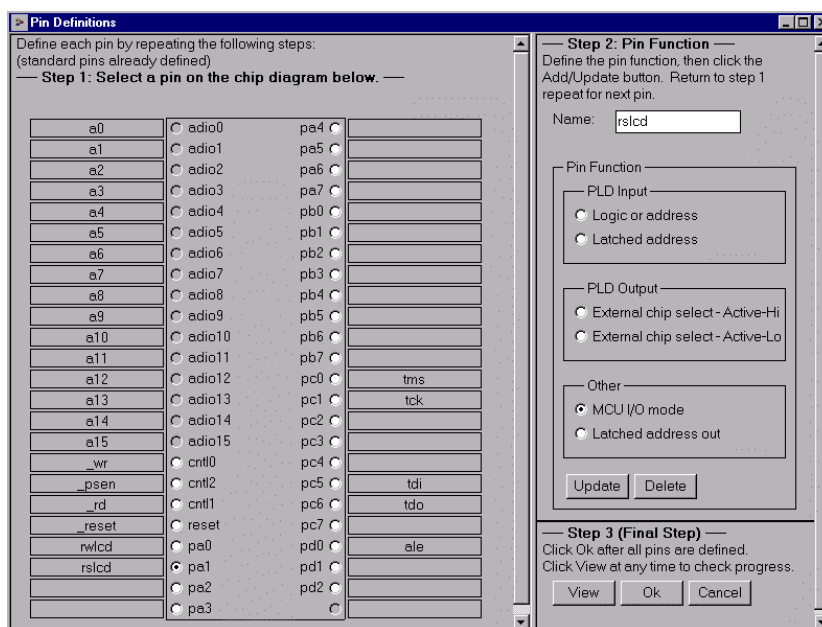 Pin Definitions
Define each pin by repeating the following steps:
(standard pins already defined)
Step 1: Select a pin on the chip diagram below.
a0 adio0 pa4
a1 adio1 pa5
a2 adio2 pa6
a3 adio3 pa7
a4 adio4 pb0
a5 adio5 pb1
a6 adio6 pb2
a7 adio7 pb3
a8 adio8 pb4
a9 adio9 pb5
a10 adio10 pb6
a11 adio11 pb7
a12 adio12 pc0 tms
a13 adio13 pc1 tck
a14 adio14 pc2
a15 adio15 pc3
_wr cntl0 pc4
_psen cntl2 pc5 tdi
_rd cntl1 pc6 tdo
_reset reset pc7
rwlcd pa0 pd0 ale
rslcd pa1 pd1
pa2 pd2
pa3
Step 2: Pin Function
Define the pin function, then click the
Add/Update button. Return to step 1
repeat for next pin.
Name: rslcd
Pin Function
PLD Input
Logic or address
Latched address
PLD Output
External chip select - Active-Hi
External chip select - Active-Lo
Other
MCU I/O mode
Latched address out
Update Delete
Step 3 (Final Step)
Click Ok after all pins are defined.
Click View at any time to check progress.
View Ok Cancel